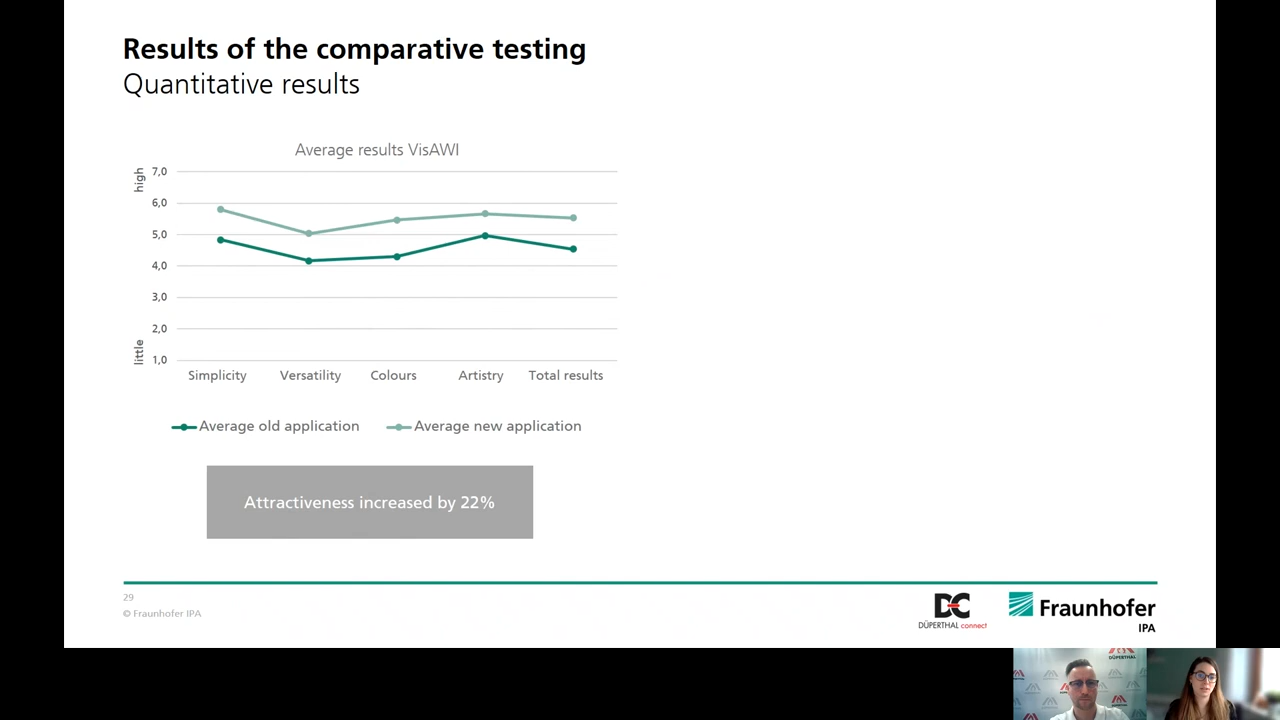 Results of the comparative testing
Quantitative results
Average results VisAWI
high
7,0
6,0
5,0
4,0
3,0
2,0
little
1,0
Simplicity Versatility Colours Artistry Total results
Average old application Average new application
Attractiveness increased by 22%
29
© Fraunhofer IPA
DC
DÜPERTHAL connect
Fraunhofer
IPA
DÜPERTHAL